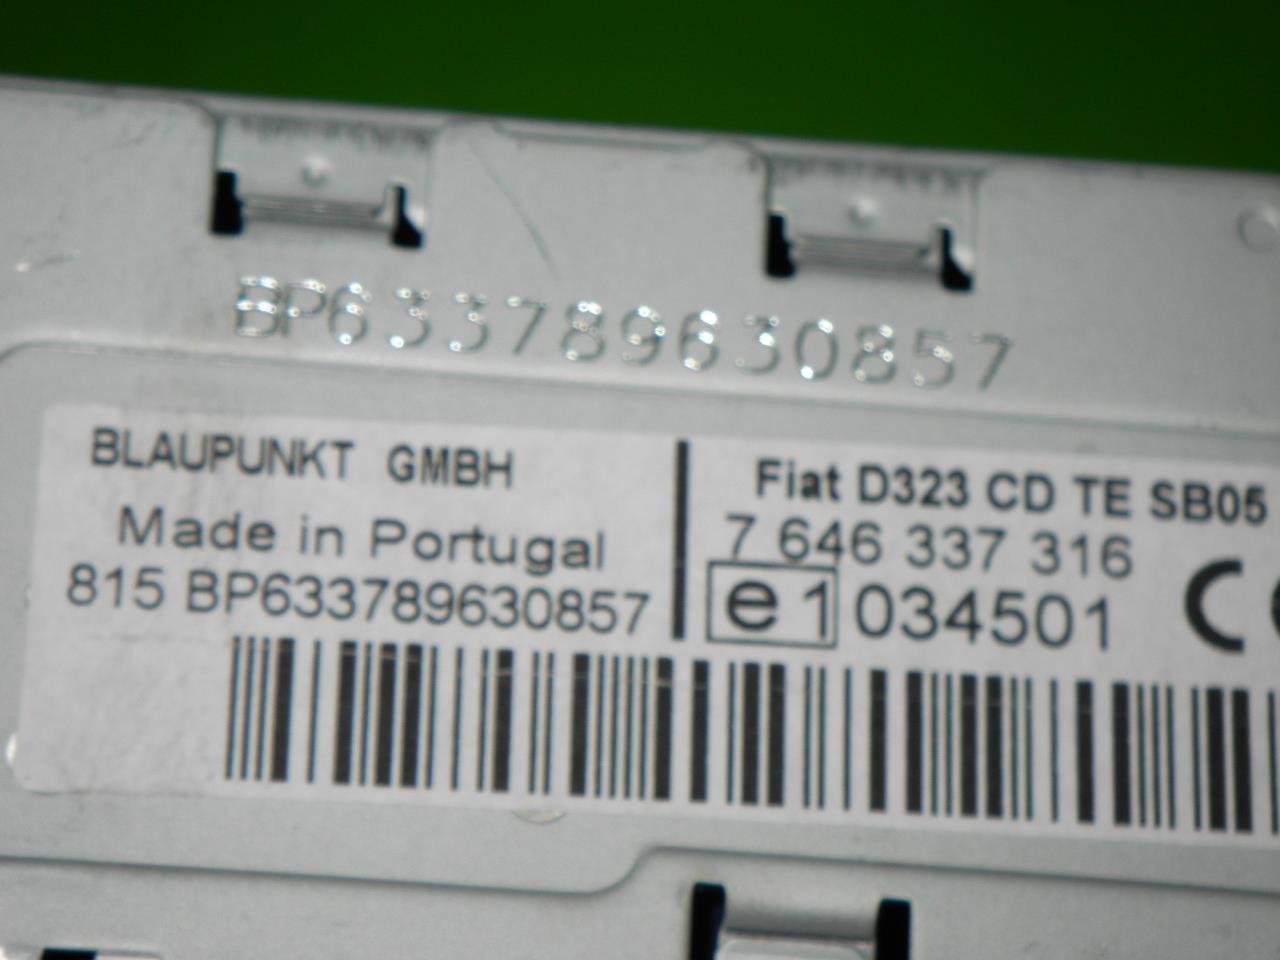 BP633789630857
BLAUPUNKT GMBH
Made in Portugal
815 BP633789630857
Fiat D323 CD TE SB05
7 646 337 316
e1 034501
C